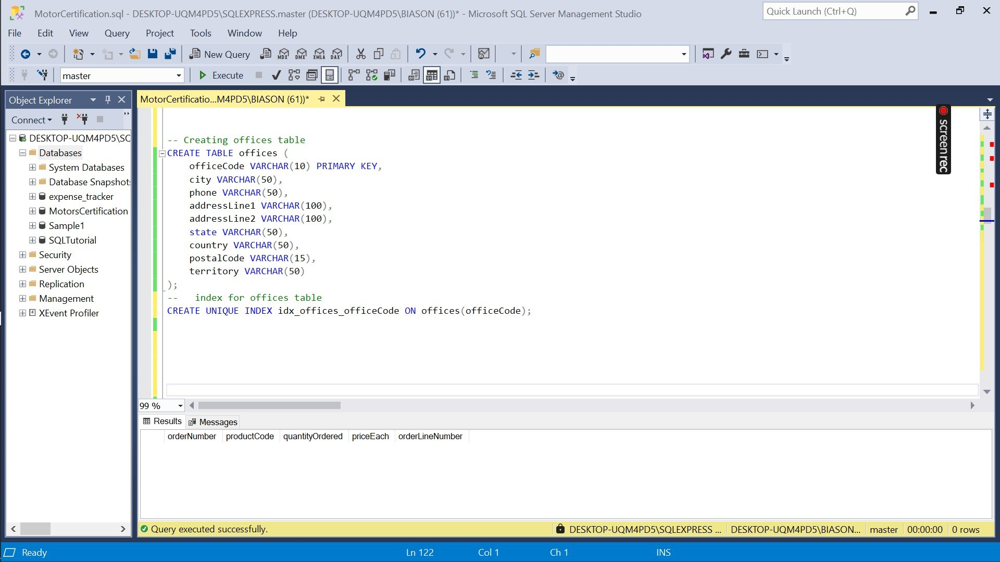 MotorCertification.sql - DESKTOP-UQM4PD5\SQLEXPRESS.master (DESKTOP-UQM4PD5\BIASON (61))* - Microsoft SQL Server Management Studio
Quick Launch (Ctrl+Q)
File Edit View Query Project Tools Window Help
New Query MDX DMX XMLA DAX
master Execute
Object Explorer
MotorCertificatio...M4PD5\BIASON (61))*
Connect
DESKTOP-UQM4PD5\SC
Databases
System Databases
Database Snapshot
expense_tracker
MotorsCertification
Sample1
SQLTutorial
Security
Server Objects
Replication
Management
XEvent Profiler
-- Creating offices table
CREATE TABLE offices (
officeCode VARCHAR(10) PRIMARY KEY,
city VARCHAR(50),
phone VARCHAR(50),
addressLine1 VARCHAR(100),
addressLine2 VARCHAR(100),
state VARCHAR(50),
country VARCHAR(50),
postalCode VARCHAR(15),
territory VARCHAR(50)
);
--   index for offices table
CREATE UNIQUE INDEX idx_offices_officeCode ON offices(officeCode);
screenrec
99 %
Results Messages
orderNumber productCode quantityOrdered priceEach orderLineNumber
Query executed successfully.
DESKTOP-UQM4PD5\SQLEXPRESS ... DESKTOP-UQM4PD5\BIASON... master 00:00:00 0 rows
Ready Ln 122 Col 1 Ch 1 INS